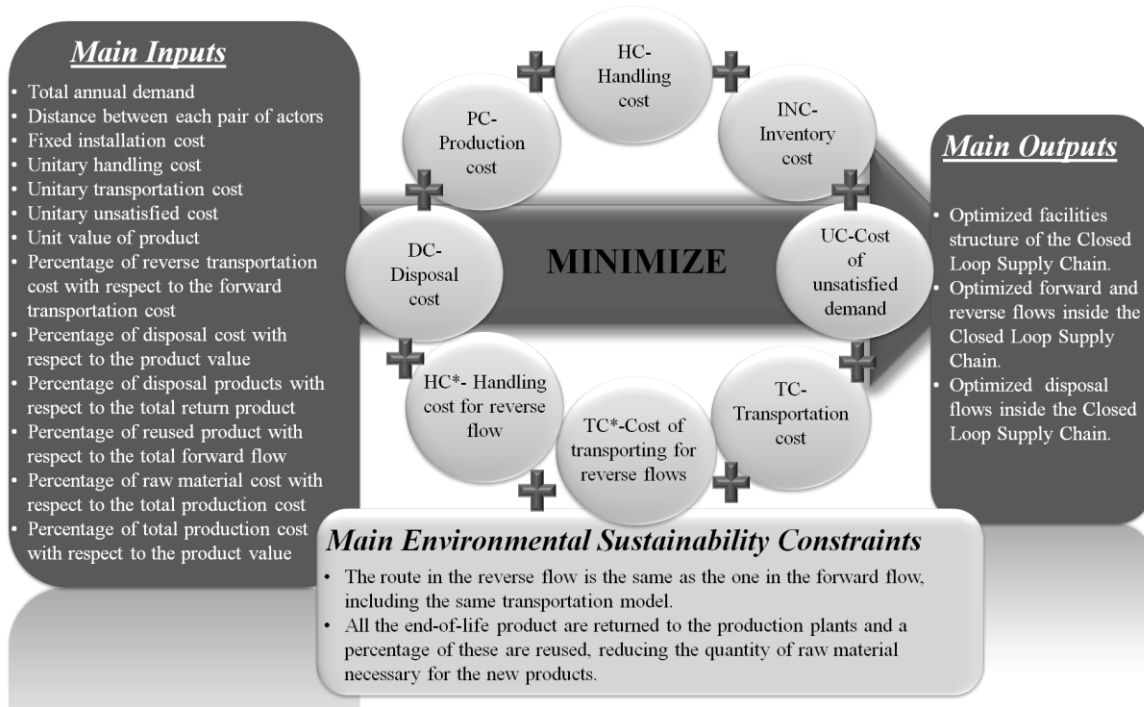 Main Inputs
• Total annual demand
• Distance between each pair of actors
• Fixed installation cost
• Unitary handling cost
• Unitary transportation cost
• Unitary unsatisfied cost
• Unit value of product
• Percentage of reverse transportation
cost with respect to the forward
transportation cost
• Percentage of disposal cost with
respect to the product value
• Percentage of disposal products with
respect to the total return product
• Percentage of reused product with
respect to the total forward flow
• Percentage of raw material cost with
respect to the total production cost
• Percentage of total production cost
with respect to the product value
HC-
Handling
cost
PC-
Production
cost
INC-
Inventory
cost
DC-
Disposal
cost
MINIMIZE
UC-Cost
of
unsatisfied
demand
HC*- Handling
cost for reverse
flow
TC*-Cost of
transporting for
reverse flows
TC-
Transportation
cost
Main Outputs
• Optimized facilities
structure of the Closed
Loop Supply Chain.
• Optimized forward and
reverse flows inside the
Closed Loop Supply
Chain.
• Optimized disposal
flows inside the Closed
Loop Supply Chain.
Main Environmental Sustainability Constraints
• The route in the reverse flow is the same as the one in the forward flow,
including the same transportation model.
• All the end-of-life product are returned to the production plants and a
percentage of these are reused, reducing the quantity of raw material
necessary for the new products.